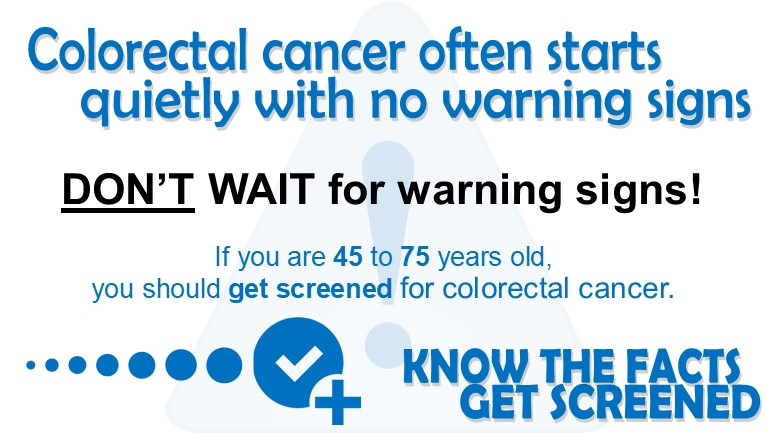 Colorectal cancer often starts
quietly with no warning signs
DON’T WAIT for warning signs!
If you are 45 to 75 years old,
you should get screened for colorectal cancer.
KNOW THE FACTS
GET SCREENED